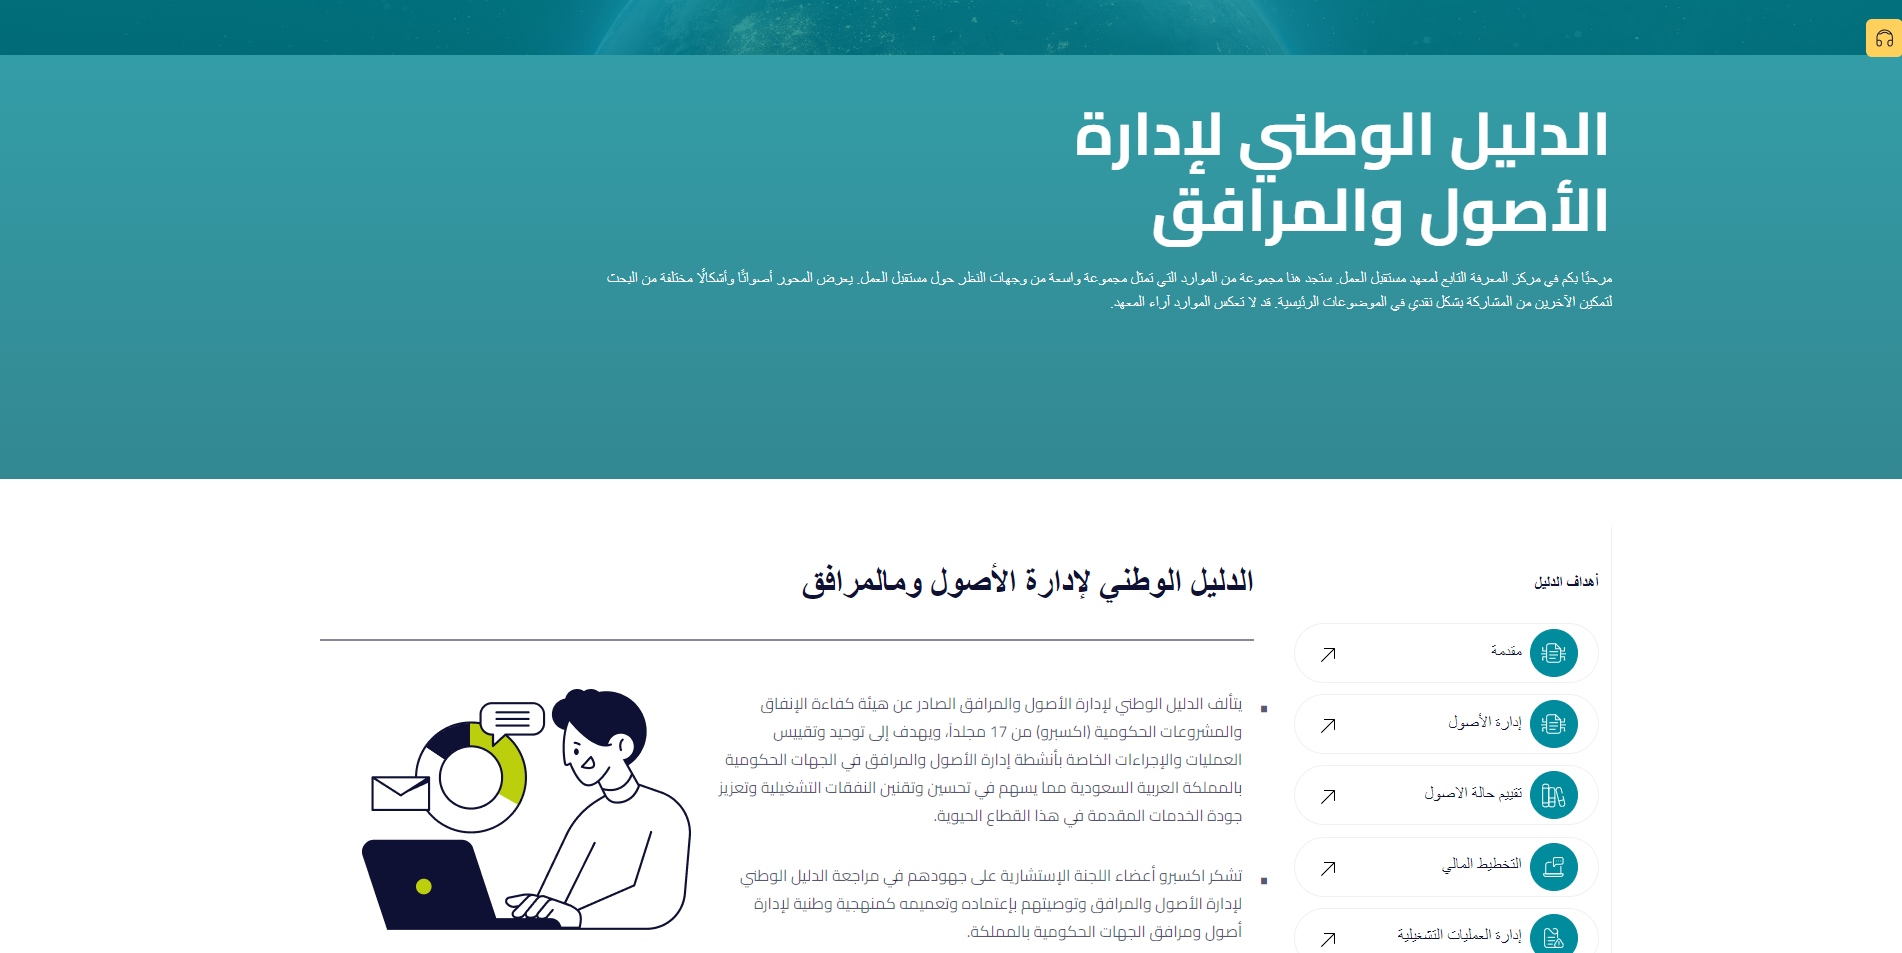 الدليل الوطني لإدارة
الأصول والمرافق
مرحبًا بكم في مركز المعرفة التابع لمعهد مستقبل العمل. ستجد هنا مجموعة من الموارد التي تمثل مجموعة واسعة من وجهات النظر حول مستقبل العمل. يعرض المحور أصواتًا وأشكالًا مختلفة من البحث
لتمكين الآخرين من المشاركة بشكل نقدي في الموضوعات الرئيسية. قد لا تعكس الموارد آراء المعهد.
أهداف الدليل
مقدمة
إدارة الأصول
تقييم حالة الاصول
التخطيط المالي
إدارة العمليات التشغيلية
الدليل الوطني لإدارة الأصول ومالمرافق
يتألف الدليل الوطني لإدارة الأصول والمرافق الصادر عن هيئة كفاءة الإنفاق
والمشروعات الحكومية (اكسبرو) من 17 مجلداً، ويهدف إلى توحيد وتقييس
العمليات والإجراءات الخاصة بأنشطة إدارة الأصول والمرافق في الجهات الحكومية
بالمملكة العربية السعودية مما يسهم في تحسين وتقنين النفقات التشغيلية وتعزيز
جودة الخدمات المقدمة في هذا القطاع الحيوية.
تشكر اكسبرو أعضاء اللجنة الإستشارية على جهودهم في مراجعة الدليل الوطني
لإدارة الأصول والمرافق وتوصيتهم بإعتماده وتعميمه كمنهجية وطنية لإدارة
أصول ومرافق الجهات الحكومية بالمملكة.